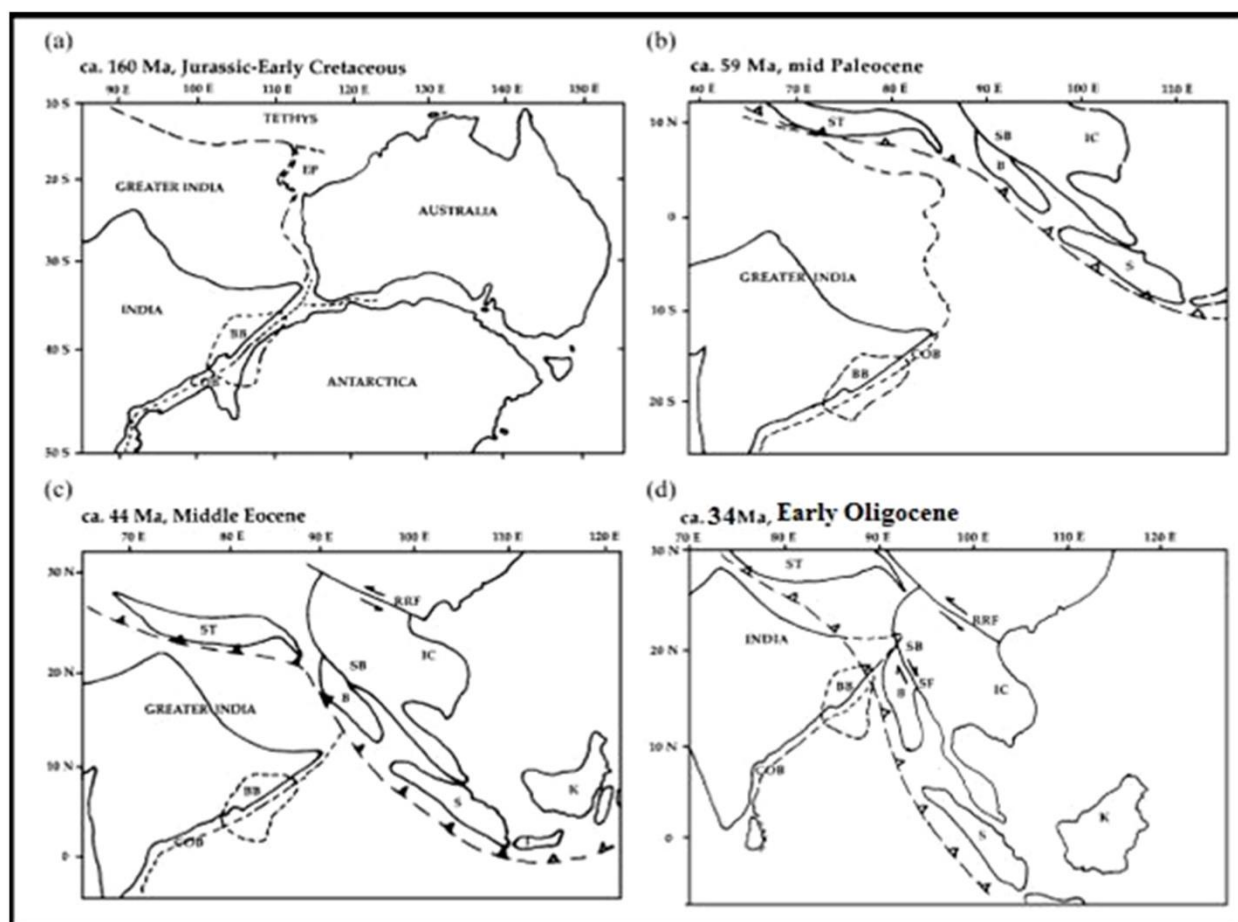 (a)
ca. 160 Ma, Jurassic-Early Cretaceous
90 E 100 E 110 E 120 E 130 E 140 E 150 E
10 S
TETHYS
EP
20 S
GREATER INDIA
AUSTRALIA
30 S
INDIA
BB
40 S
COB
ANTARCTICA
50 S
(b)
ca. 59 Ma, mid Paleocene
60 E 70 E 80 E 90 E 100 E 110 E
10 N
ST
SB
IC
B
0
S
GREATER INDIA
10 S
COB
BB
20 S
(c)
ca. 44 Ma, Middle Eocene
70 E 80 E 90 E 100 E 110 E 120 E
30 N
RRF
ST
20 N
SB
IC
B
GREATER INDIA
10 N
BB
K
S
COB
0
(d)
ca. 34Ma, Early Oligocene
70 E 80 E 90 E 100 E 110 E 120 E
30 N
ST
RRF
INDIA
20 N
SB
BB
B
SF
IC
10 N
COB
K
S
0